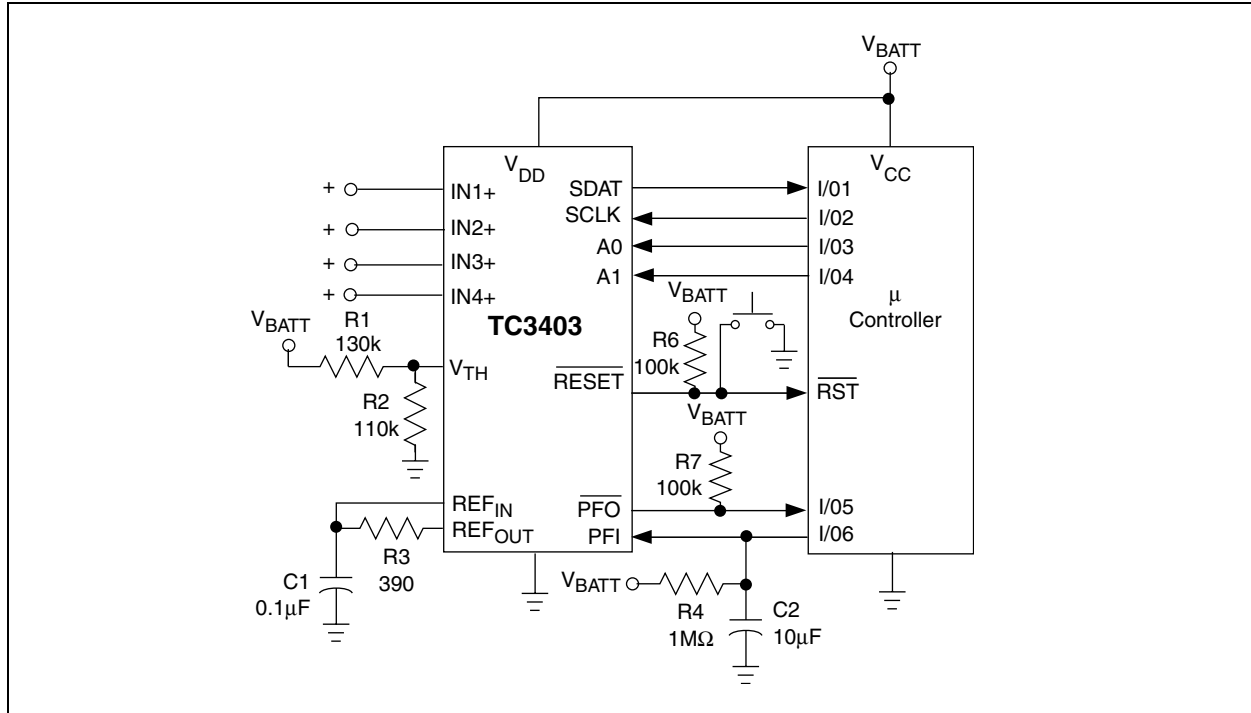 VBATT
VDD
VCC
+ IN1+
+ IN2+
+ IN3+
+ IN4+
SDAT
SCLK
A0
A1
I/01
I/02
I/03
I/04
TC3403
μ
Controller
VBATT
R1
130k
VTH
R2
110k
VBATT
R6
100k
RESET
RST
VBATT
R7
100k
REFIN
REFOUT
R3
390
C1
0.1μF
PFO
PFI
I/05
I/06
VBATT
R4
1MΩ
C2
10μF